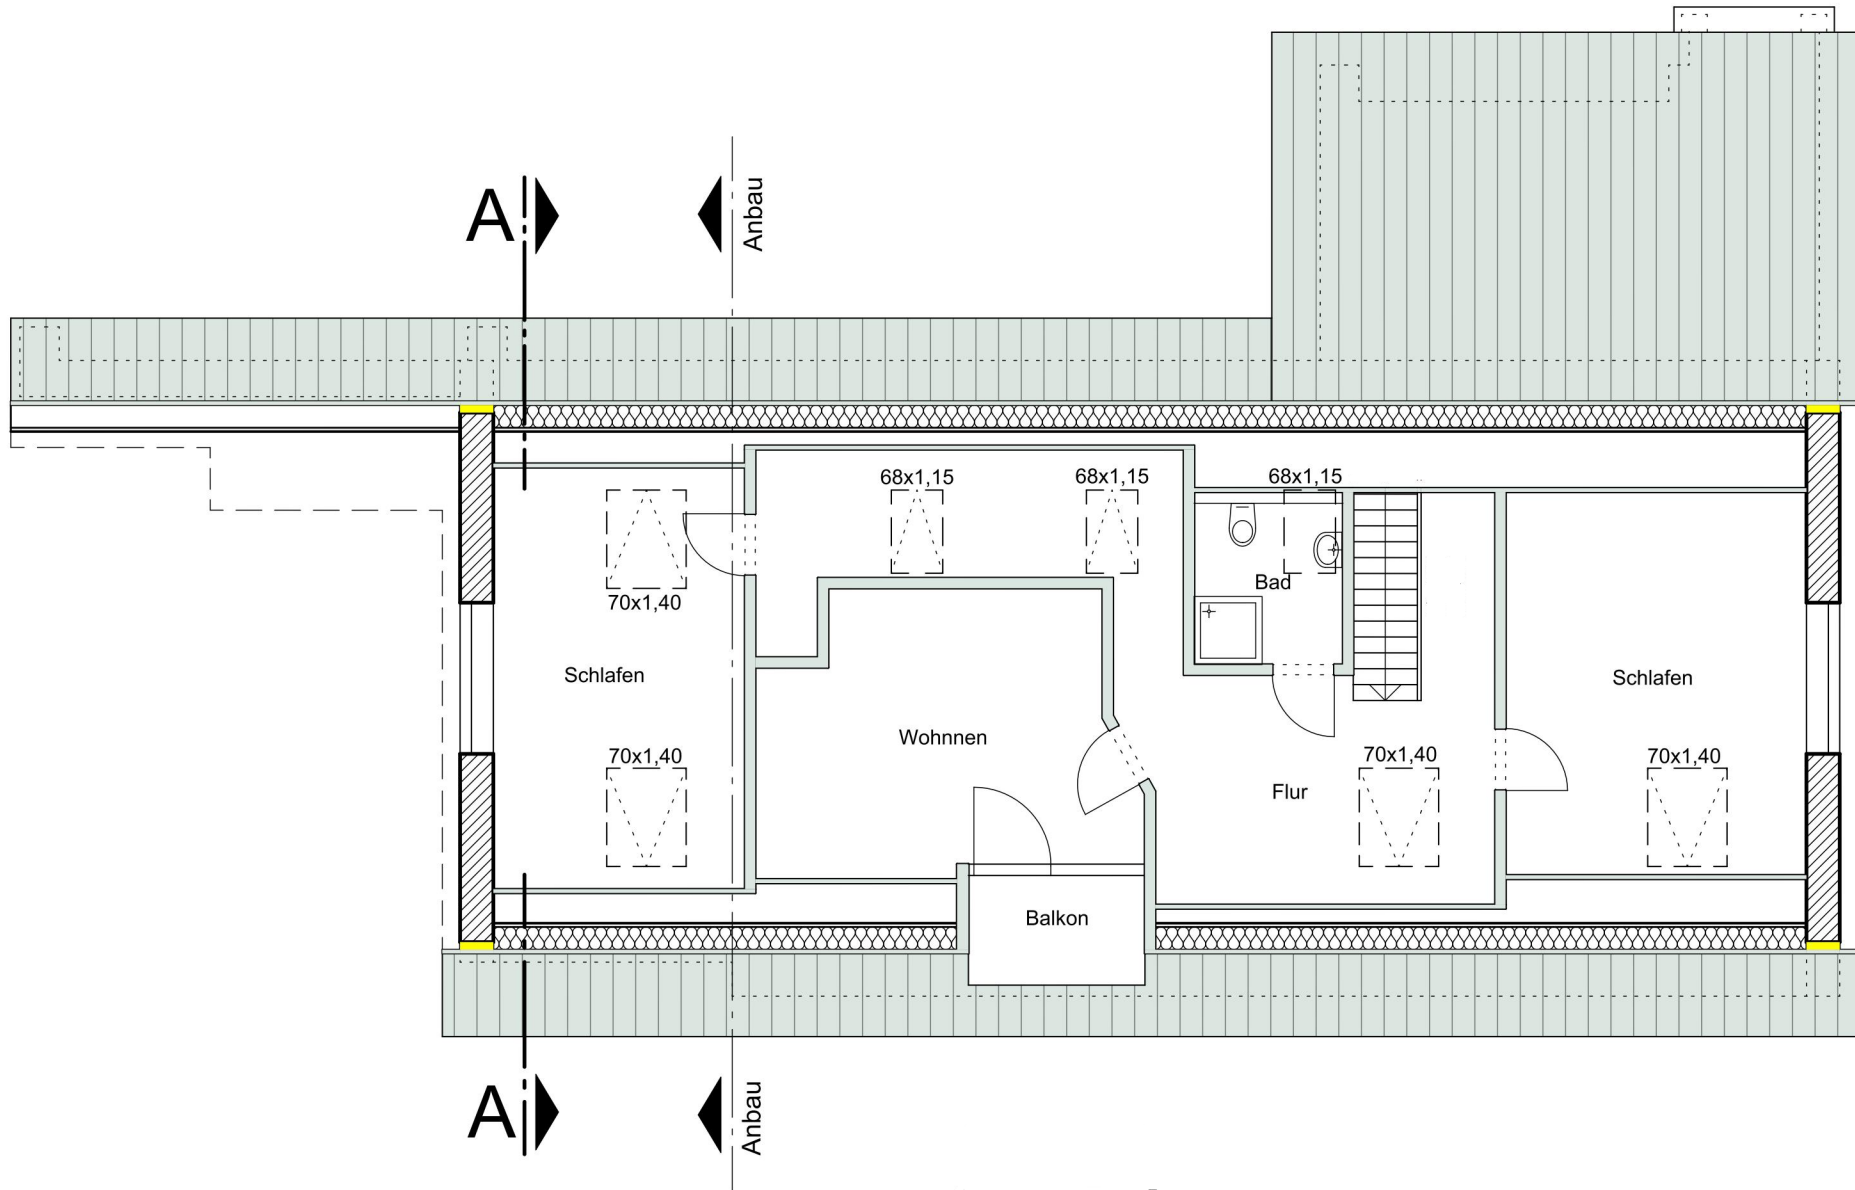 A
Anbau
68x1,15
68x1,15
68x1,15
70x1,40
Bad
Schlafen
Schlafen
Wohnnen
70x1,40
70x1,40
70x1,40
Flur
Balkon
A
Anbau